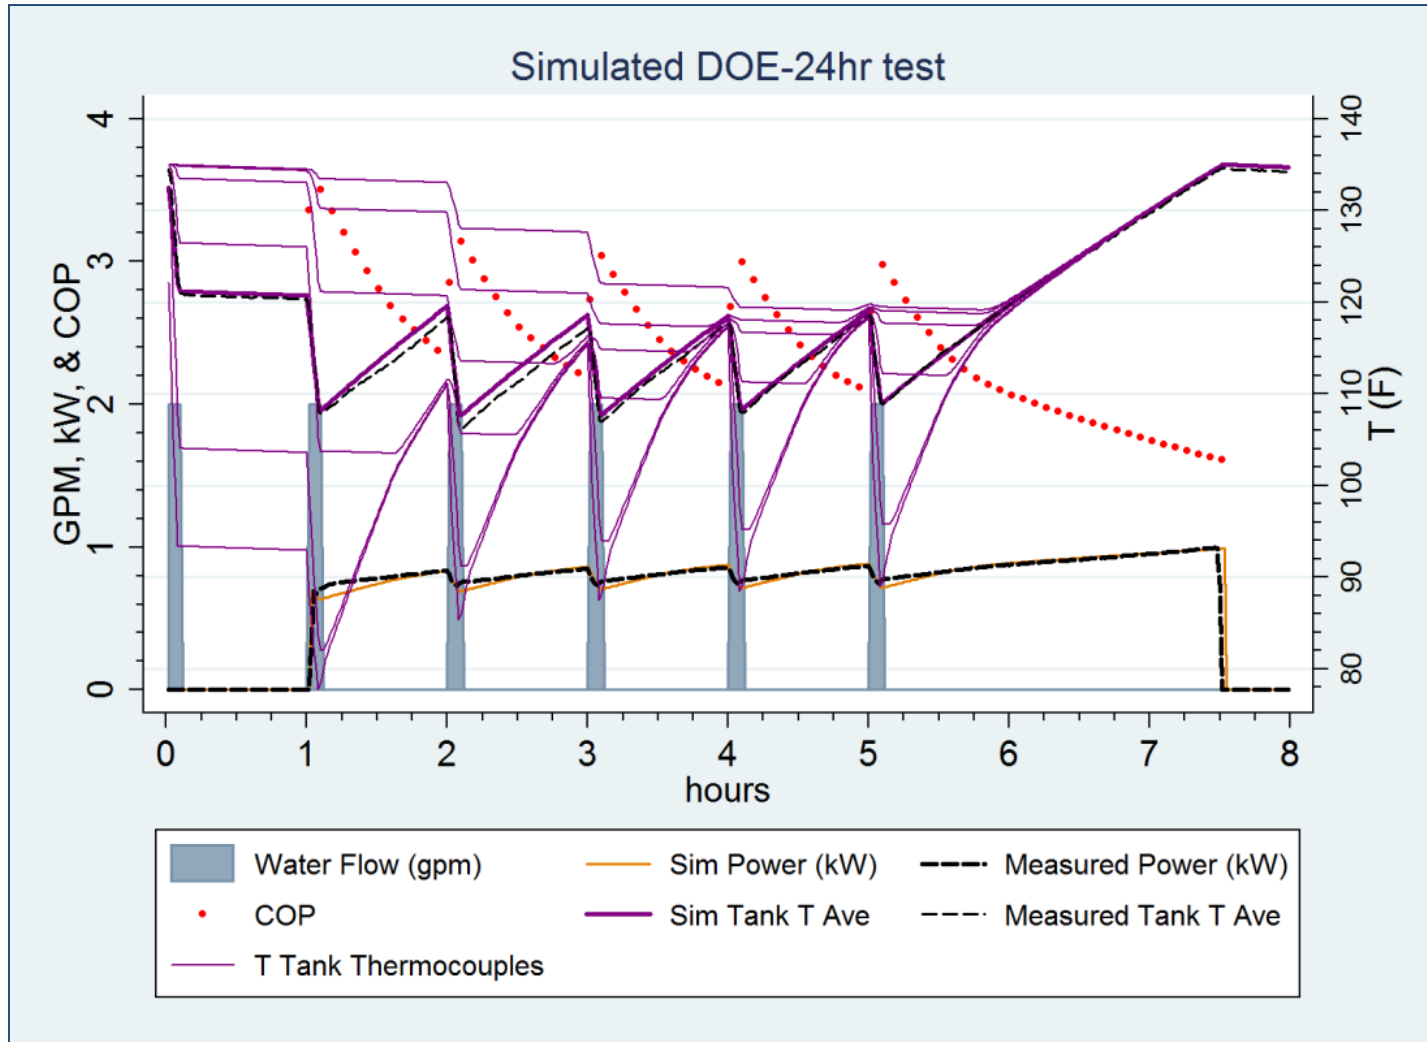 Simulated DOE-24hr test
GPM, kW, & COP
4
3
2
1
0
140
130
120
110
100
90
80
T (F)
0 1 2 3 4 5 6 7 8
hours
Water Flow (gpm) Sim Power (kW) Measured Power (kW)
COP Sim Tank T Ave Measured Tank T Ave
T Tank Thermocouples